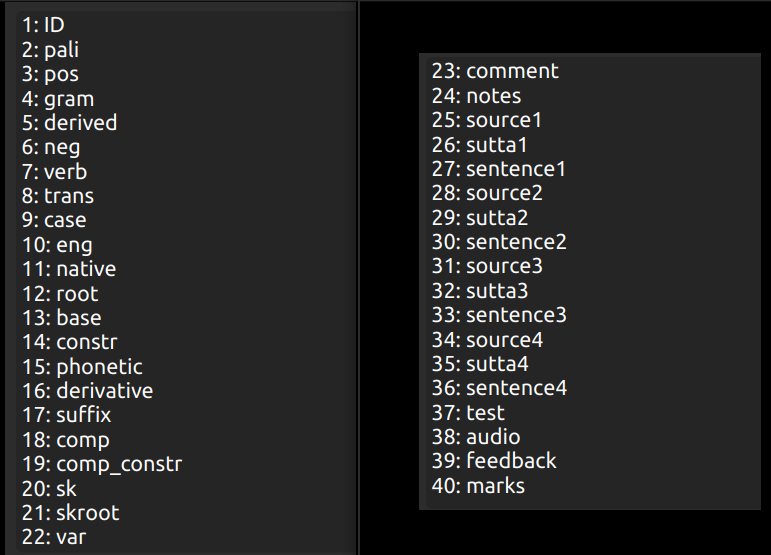 1: ID
2: pali
3: pos
4: gram
5: derived
6: neg
7: verb
8: trans
9: case
10: eng
11: native
12: root
13: base
14: constr
15: phonetic
16: derivative
17: suffix
18: comp
19: comp_constr
20: sk
21: skroot
22: var
23: comment
24: notes
25: source1
26: sutta1
27: sentence1
28: source2
29: sutta2
30: sentence2
31: source3
32: sutta3
33: sentence3
34: source4
35: sutta4
36: sentence4
37: test
38: audio
39: feedback
40: marks